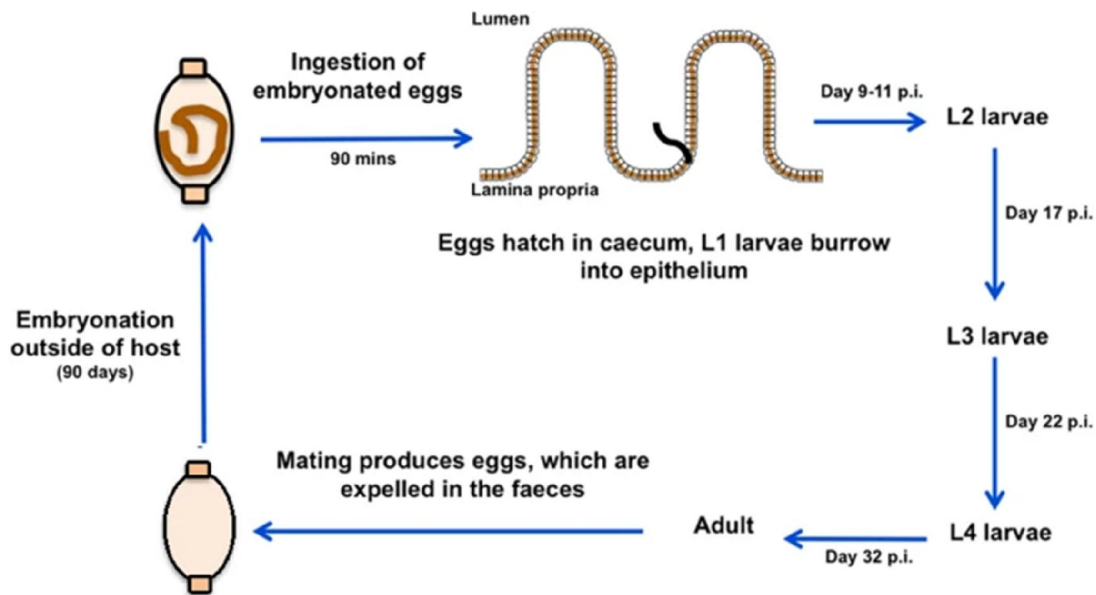 Lumen
Ingestion of
embryonated eggs
90 mins
Lamina propria
Day 9-11 p.i.
L2 larvae
Eggs hatch in caecum, L1 larvae burrow
into epithelium
Day 17 p.i.
L3 larvae
Day 22 p.i.
L4 larvae
Day 32 p.i.
Adult
Mating produces eggs, which are
expelled in the faeces
Embryonation
outside of host
(90 days)